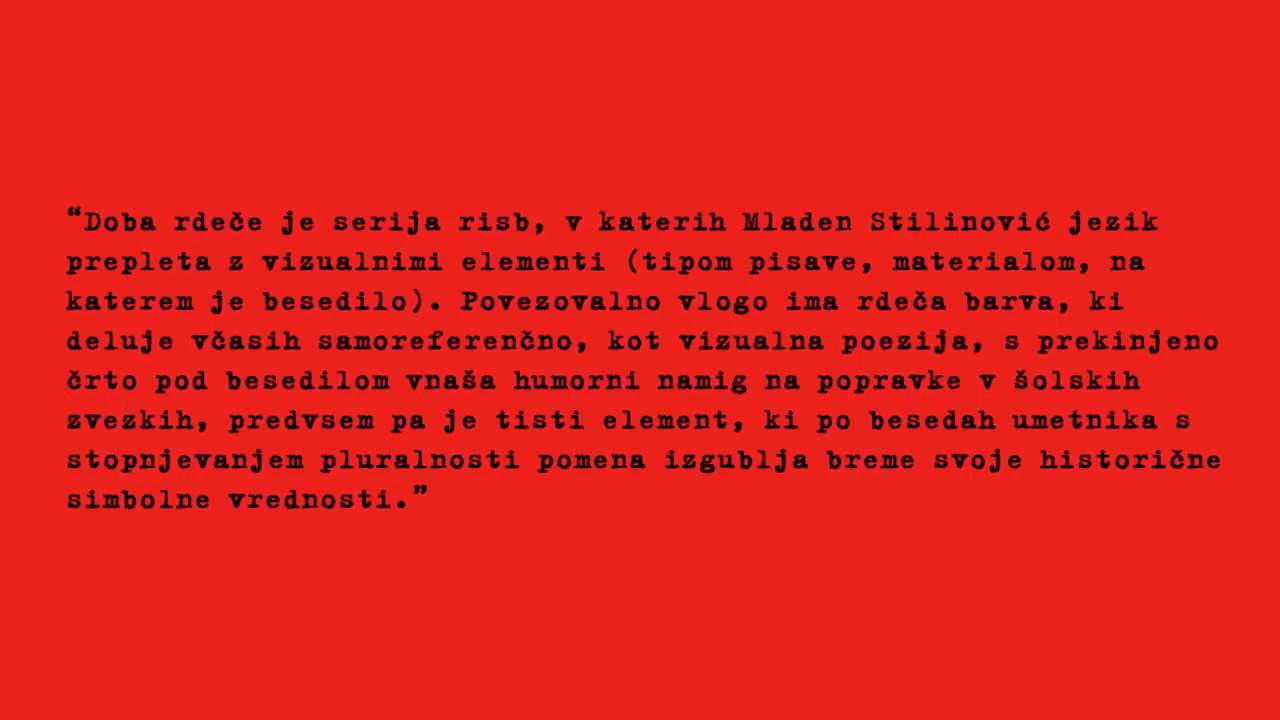 “Doba rdeče je serija risb, v katerih Mladen Stilinović jezik
prepleta z vizualnimi elementi (tipom pisave, materialom, na
katerem je besedilo). Povezovalno vlogo ima rdeča barva, ki
deluje včasih samoreferenčno, kot vizualna poezija, s prekinjeno
črto pod besedilom vnaša humorni namig na popravke v šolskih
zvezkih, predvsem pa je tisti element, ki po besedah umetnika s
stopnjevanjem pluralnosti pomena izgublja breme svoje historične
simbolne vrednosti.”